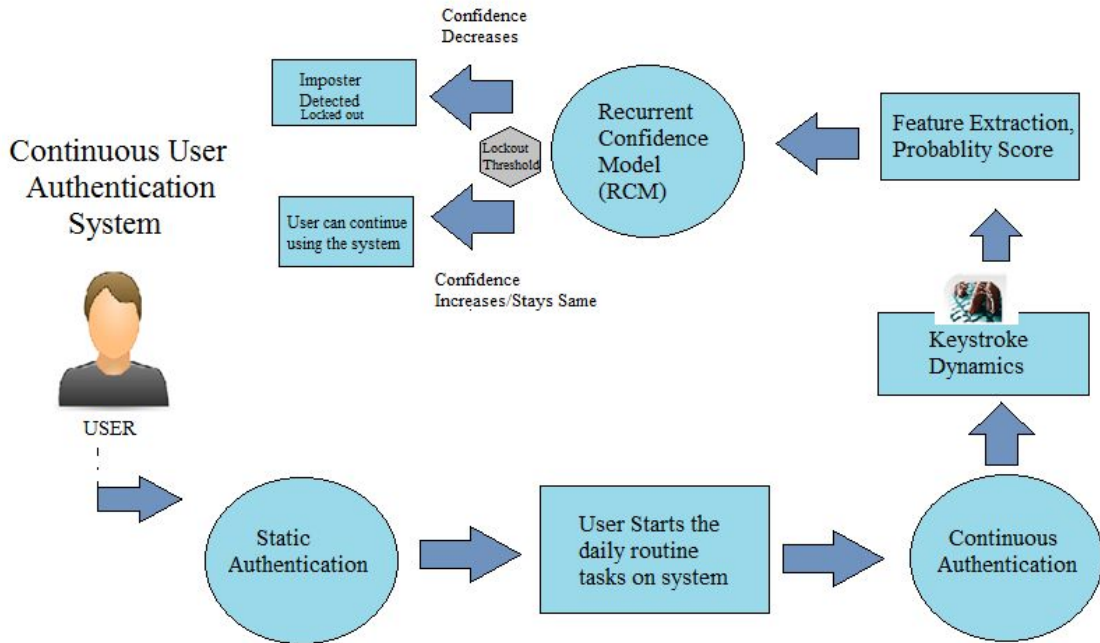 Continuous User
Authentication
System
USER
Static
Authentication
User Starts the
daily routine
tasks on system
Continuous
Authentication
Keystroke
Dynamics
Feature Extraction,
Probablity Score
Recurrent
Confidence
Model
(RCM)
Lockout
Threshold
Confidence
Decreases
Imposter
Detected
Locked out
User can continue
using the system
Confidence
Increases/Stays Same